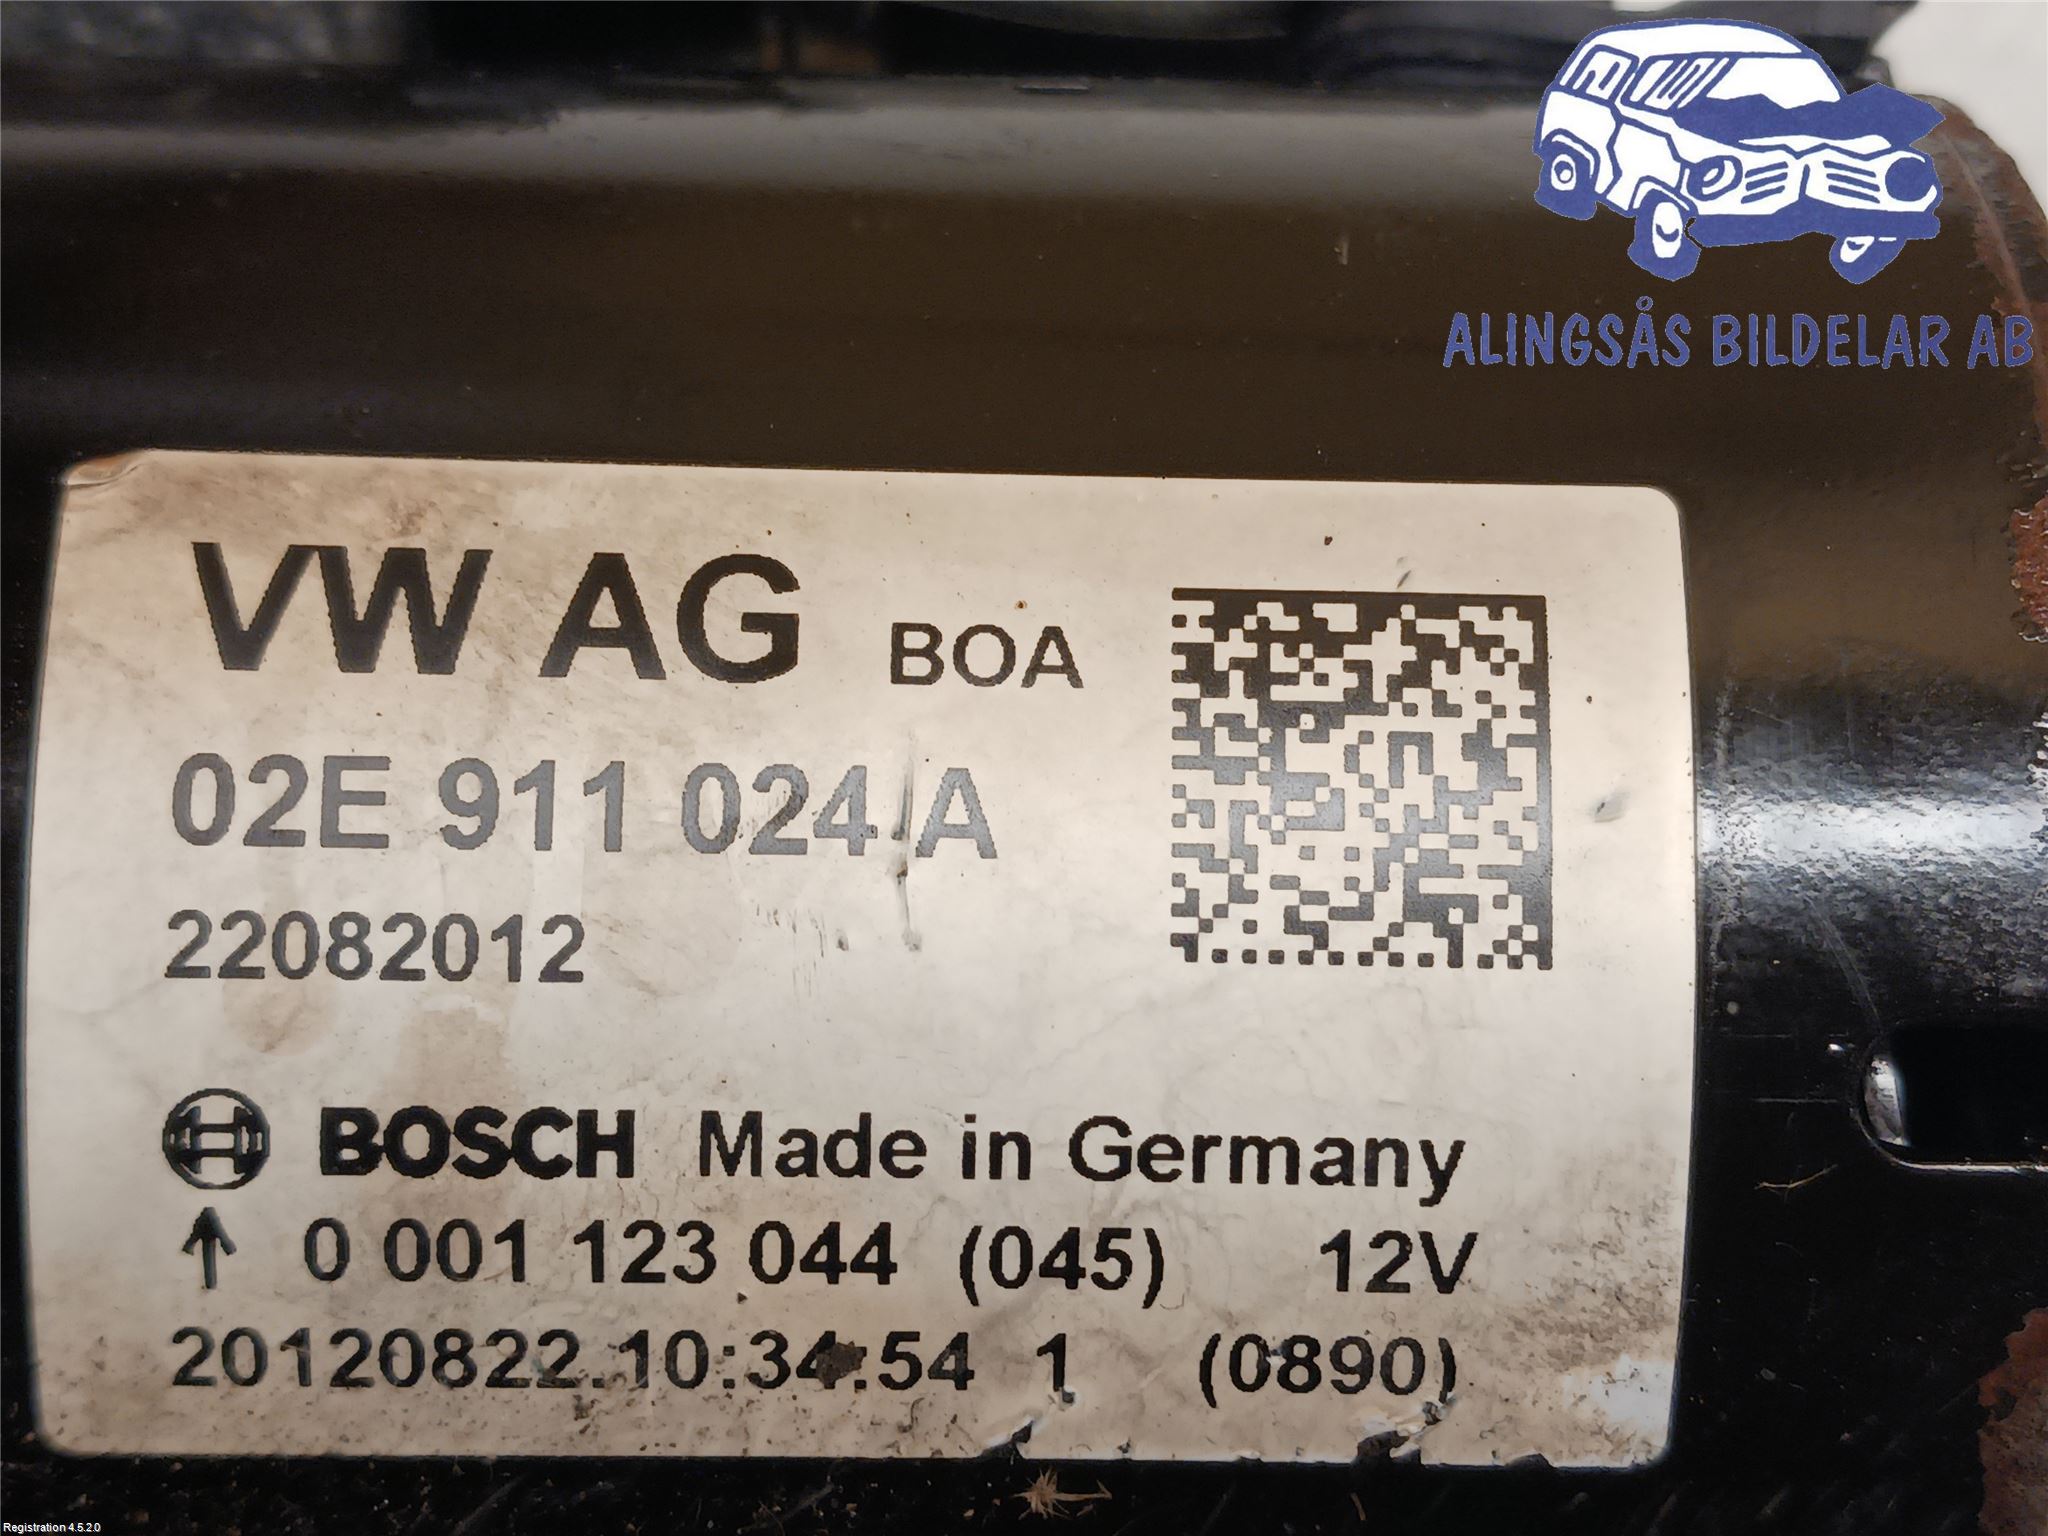 ALINGSÅS BILDELAR AB
VW AG BOA
02E 911 024 A
22082012
BOSCH Made in Germany
↑ 0 001 123 044 (045) 12V
20120822.10:34:54 1 (0890)
Registration 4.5.2.0